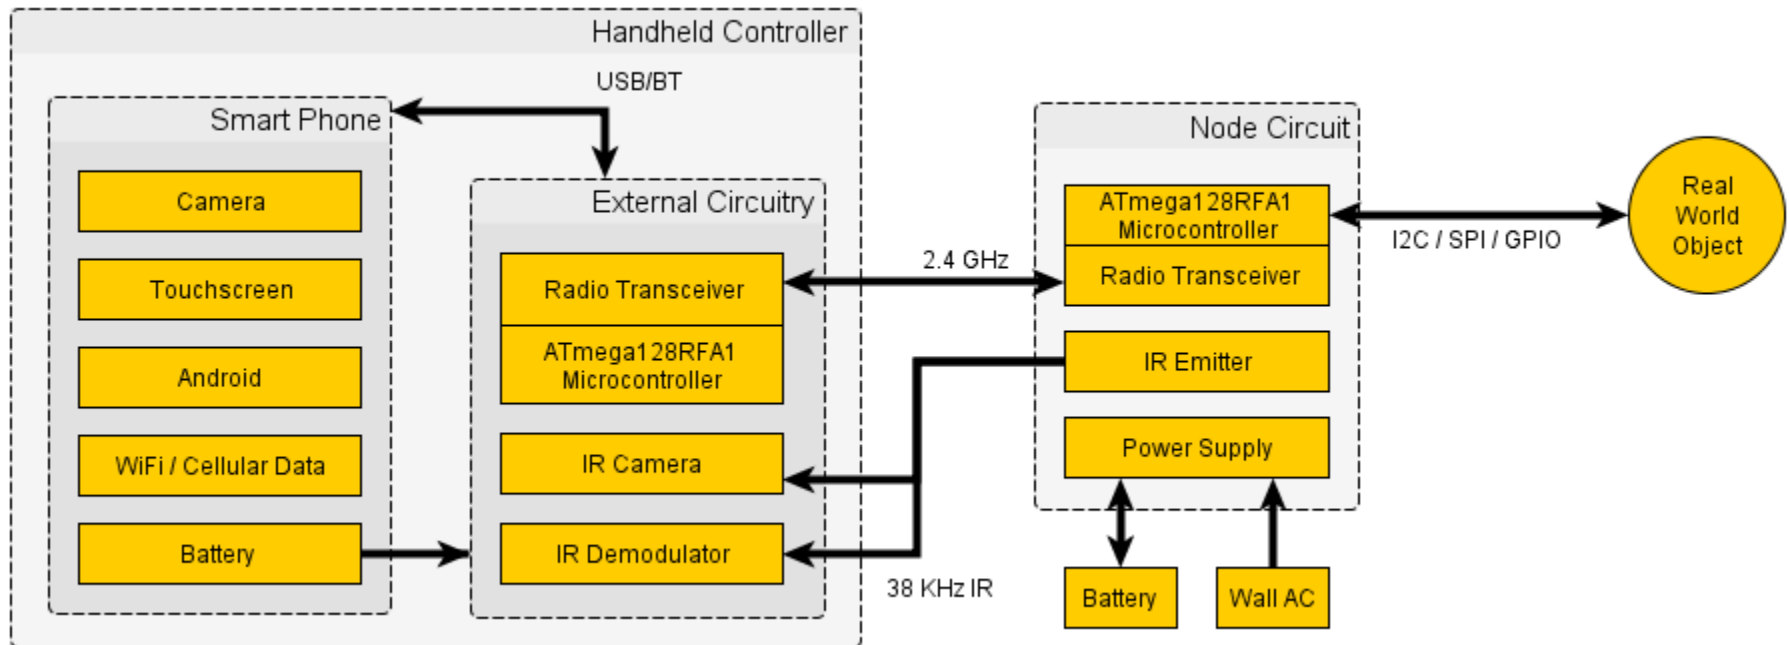 Handheld Controller
USB/BT
Smart Phone
Camera
Touchscreen
Android
WiFi / Cellular Data
Battery
External Circuitry
Radio Transceiver
ATmega128RFA1
Microcontroller
IR Camera
IR Demodulator
2.4 GHz
38 KHz IR
Node Circuit
ATmega128RFA1
Microcontroller
Radio Transceiver
IR Emitter
Power Supply
Battery
Wall AC
I2C / SPI / GPIO
Real
World
Object